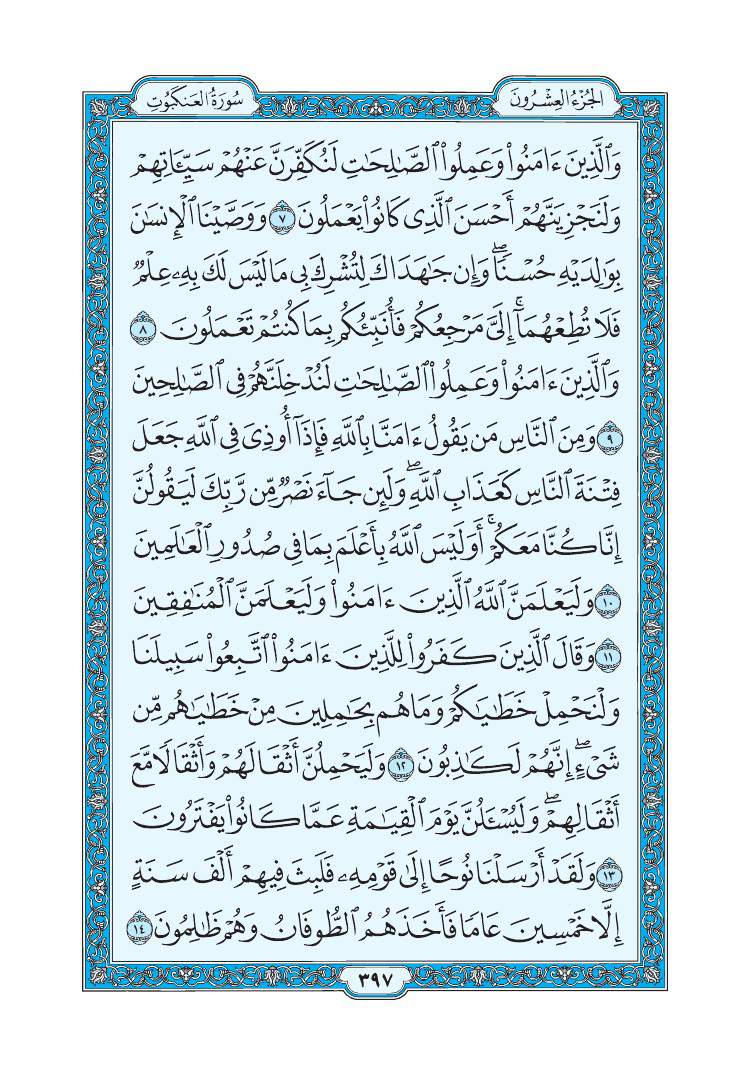 الجُزْءُ العِشْرُونَ
سُورَةُ العَنكَبُوتِ
وَٱلَّذِينَ ءَامَنُوا۟ وَعَمِلُوا۟ ٱلصَّـٰلِحَـٰتِ لَنُكَفِّرَنَّ عَنْهُمْ سَيِّـَٔاتِهِمْ
وَلَنَجْزِيَنَّهُمْ أَحْسَنَ ٱلَّذِى كَانُوا۟ يَعْمَلُونَ ٧ وَوَصَّيْنَا ٱلْإِنسَـٰنَ
بِوَٰلِدَيْهِ حُسْنًا ۖ وَإِن جَـٰهَدَاكَ لِتُشْرِكَ بِى مَا لَيْسَ لَكَ بِهِۦ عِلْمٌ
فَلَا تُطِعْهُمَآ ۚ إِلَىَّ مَرْجِعُكُمْ فَأُنَبِّئُكُم بِمَا كُنتُمْ تَعْمَلُونَ ٨
وَٱلَّذِينَ ءَامَنُوا۟ وَعَمِلُوا۟ ٱلصَّـٰلِحَـٰتِ لَنُدْخِلَنَّهُمْ فِى ٱلصَّـٰلِحِينَ
٩ وَمِنَ ٱلنَّاسِ مَن يَقُولُ ءَامَنَّا بِٱللَّهِ فَإِذَآ أُوذِىَ فِى ٱللَّهِ جَعَلَ
فِتْنَةَ ٱلنَّاسِ كَعَذَابِ ٱللَّهِ ۖ وَلَئِن جَآءَ نَصْرٌ مِّن رَّبِّكَ لَيَقُولُنَّ
إِنَّا كُنَّا مَعَكُمْ ۚ أَوَلَيْسَ ٱللَّهُ بِأَعْلَمَ بِمَا فِى صُدُورِ ٱلْعَـٰلَمِينَ
١٠ وَلَيَعْلَمَنَّ ٱللَّهُ ٱلَّذِينَ ءَامَنُوا۟ وَلَيَعْلَمَنَّ ٱلْمُنَـٰفِقِينَ
١١ وَقَالَ ٱلَّذِينَ كَفَرُوا۟ لِلَّذِينَ ءَامَنُوا۟ ٱتَّبِعُوا۟ سَبِيلَنَا
وَلْنَحْمِلْ خَطَـٰيَـٰكُمْ وَمَا هُم بِحَـٰمِلِينَ مِنْ خَطَـٰيَـٰهُم مِّن
شَىْءٍ ۖ إِنَّهُمْ لَكَـٰذِبُونَ ١٢ وَلَيَحْمِلُنَّ أَثْقَالَهُمْ وَأَثْقَالًا مَّعَ
أَثْقَالِهِمْ ۖ وَلَيُسْـَٔلُنَّ يَوْمَ ٱلْقِيَـٰمَةِ عَمَّا كَانُوا۟ يَفْتَرُونَ
١٣ وَلَقَدْ أَرْسَلْنَا نُوحًا إِلَىٰ قَوْمِهِۦ فَلَبِثَ فِيهِمْ أَلْفَ سَنَةٍ
إِلَّا خَمْسِينَ عَامًا فَأَخَذَهُمُ ٱلطُّوفَانُ وَهُمْ ظَـٰلِمُونَ ١٤
٣٩٧